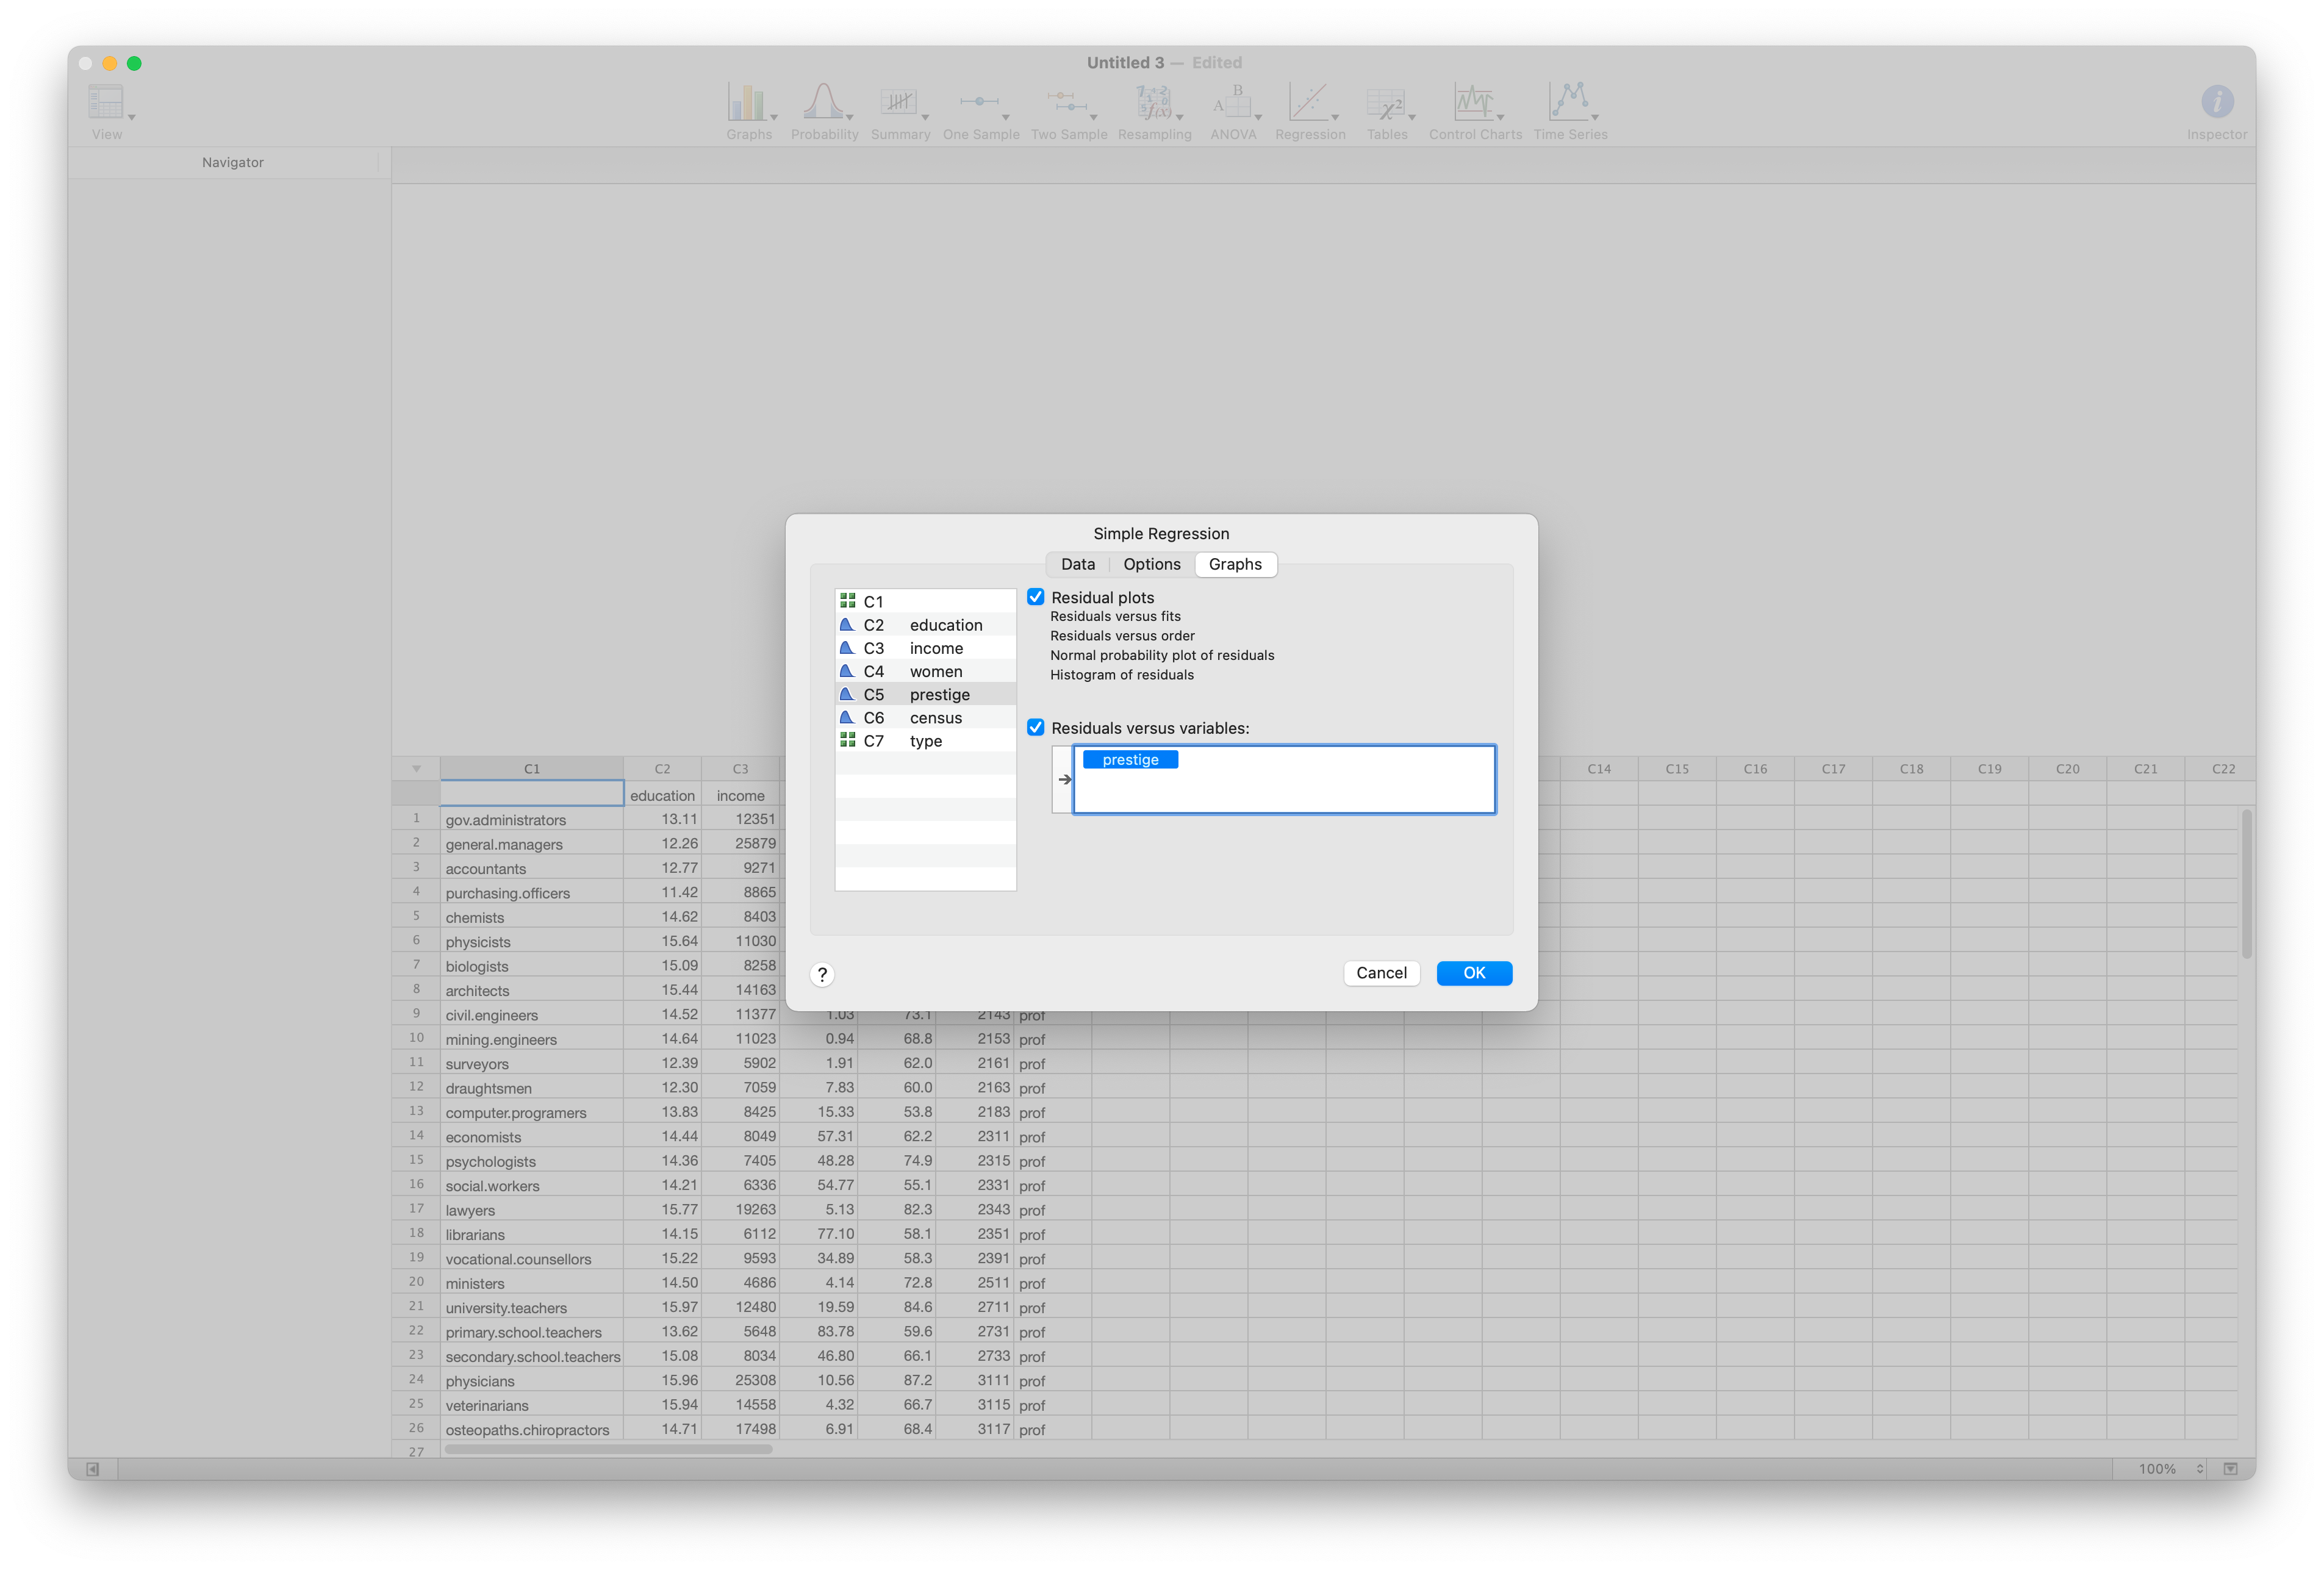 Untitled 3 — Edited
View
Graphs Probability Summary One Sample Two Sample Resampling ANOVA Regression Tables Control Charts Time Series Inspector
Navigator
Simple Regression
Data Options Graphs
C1
C2 education
C3 income
C4 women
C5 prestige
C6 census
C7 type
Residual plots
Residuals versus fits
Residuals versus order
Normal probability plot of residuals
Histogram of residuals
Residuals versus variables:
prestige
? Cancel OK
C1 C2 C3 C14 C15 C16 C17 C18 C19 C20 C21 C22
education income
1 gov.administrators 13.11 12351
2 general.managers 12.26 25879
3 accountants 12.77 9271
4 purchasing.officers 11.42 8865
5 chemists 14.62 8403
6 physicists 15.64 11030
7 biologists 15.09 8258
8 architects 15.44 14163
9 civil.engineers 14.52 11377 1.03 73.1 2143 prof
10 mining.engineers 14.64 11023 0.94 68.8 2153 prof
11 surveyors 12.39 5902 1.91 62.0 2161 prof
12 draughtsmen 12.30 7059 7.83 60.0 2163 prof
13 computer.programers 13.83 8425 15.33 53.8 2183 prof
14 economists 14.44 8049 57.31 62.2 2311 prof
15 psychologists 14.36 7405 48.28 74.9 2315 prof
16 social.workers 14.21 6336 54.77 55.1 2331 prof
17 lawyers 15.77 19263 5.13 82.3 2343 prof
18 librarians 14.15 6112 77.10 58.1 2351 prof
19 vocational.counsellors 15.22 9593 34.89 58.3 2391 prof
20 ministers 14.50 4686 4.14 72.8 2511 prof
21 university.teachers 15.97 12480 19.59 84.6 2711 prof
22 primary.school.teachers 13.62 5648 83.78 59.6 2731 prof
23 secondary.school.teachers 15.08 8034 46.80 66.1 2733 prof
24 physicians 15.96 25308 10.56 87.2 3111 prof
25 veterinarians 15.94 14558 4.32 66.7 3115 prof
26 osteopaths.chiropractors 14.71 17498 6.91 68.4 3117 prof
27
100%